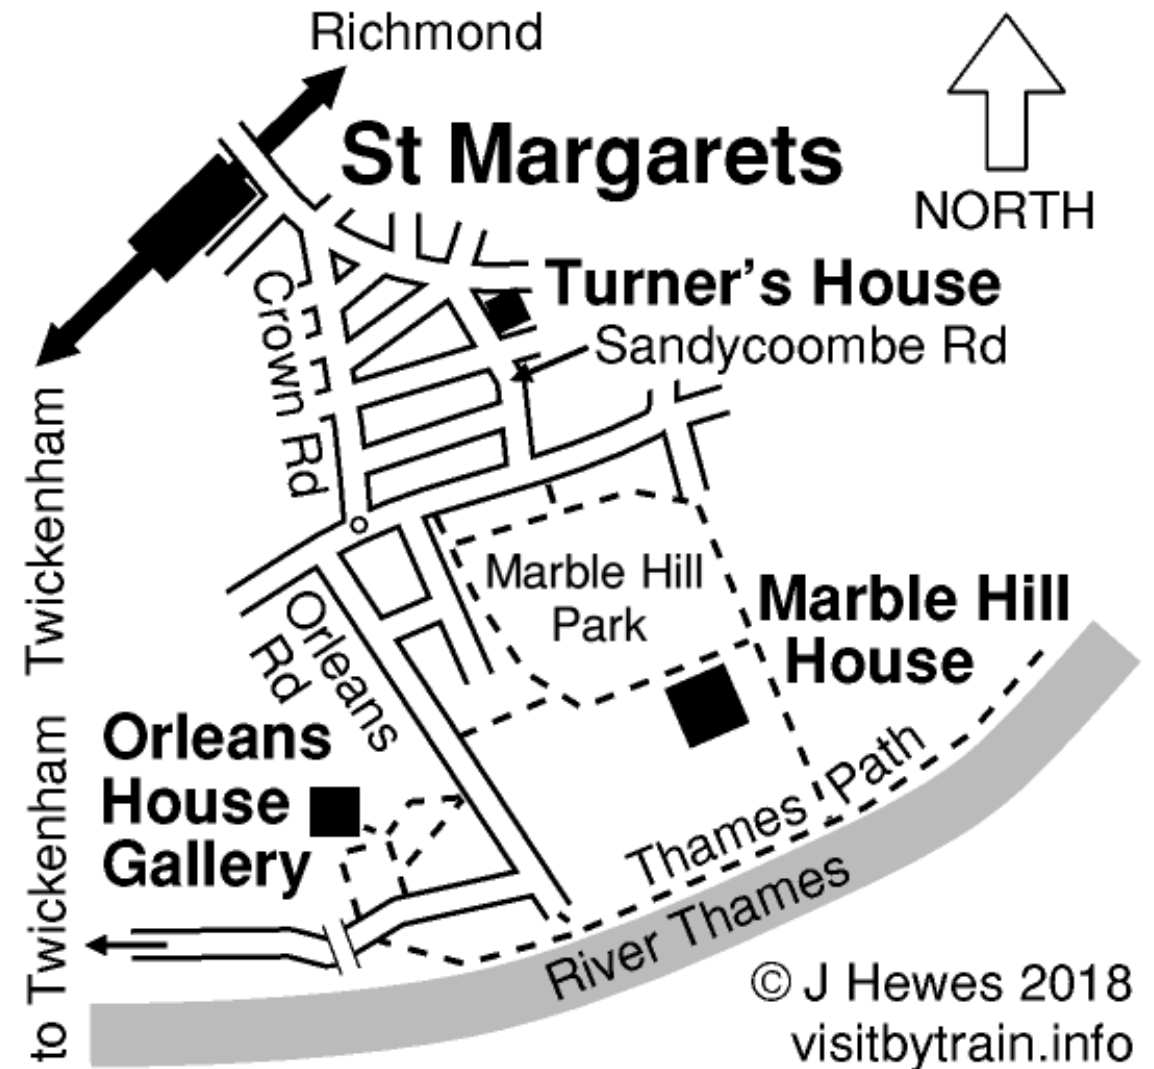 Richmond
St Margarets
NORTH
Turner's House
Sandycoombe Rd
Crown Rd
Twickenham
Marble Hill
Park
Marble Hill
House
Orleans
Rd
Orleans
House
Gallery
Thames Path
River Thames
to Twickenham
© J Hewes 2018
visitbytrain.info